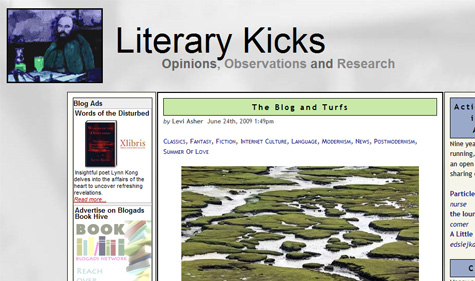 Literary Kicks
Opinions, Observations and Research
Blog Ads
Words of the Disturbed
Xlibris
Insightful poet Lynn Kong
delves into the affairs of the
heart to uncover refreshing
revelations.
Read more...
Advertise on Blogads
Book Hive
BOOK
BLOGADS NETWORK
REACH
The Blog and Turfs
by Levi Asher June 24th, 2009 1:49pm
Classics, Fantasy, Fiction, Internet Culture, Language, Modernism, News, Postmodernism,
Summer Of Love
Acti
i
Nine yea
running,
an open
sharing
Particle
nurse
the lour
comer
A Little
edslejka
C